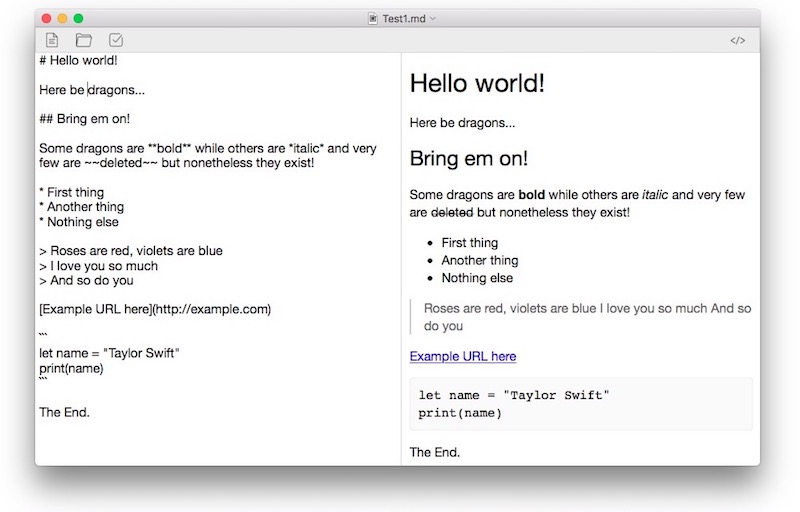 Test1.md
</>
# Hello world!
Here be dragons...
## Bring em on!
Some dragons are **bold** while others are *italic* and very
few are ~~deleted~~ but nonetheless they exist!
* First thing
* Another thing
* Nothing else
> Roses are red, violets are blue
> I love you so much
> And so do you
[Example URL here](http://example.com)
```
let name = "Taylor Swift"
print(name)
```
The End.
Hello world!
Here be dragons...
Bring em on!
Some dragons are bold while others are italic and very few
are deleted but nonetheless they exist!
• First thing
• Another thing
• Nothing else
Roses are red, violets are blue I love you so much And so
do you
Example URL here
let name = "Taylor Swift"
print(name)
The End.